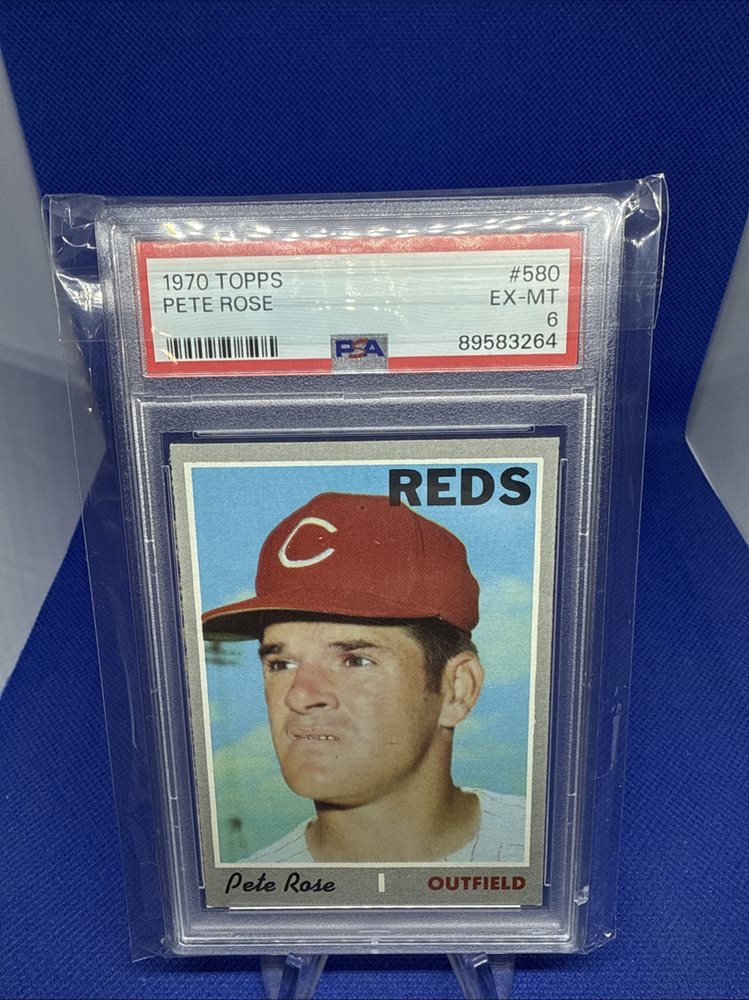 1970 TOPPS #580
PETE ROSE EX-MT
6
PSA 89583264
REDS
C
Pete Rose OUTFIELD